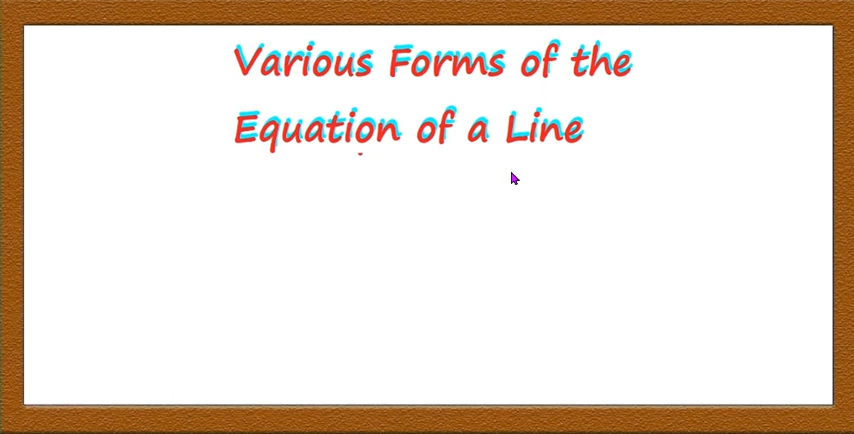 Various Forms of the
Equation of a Line